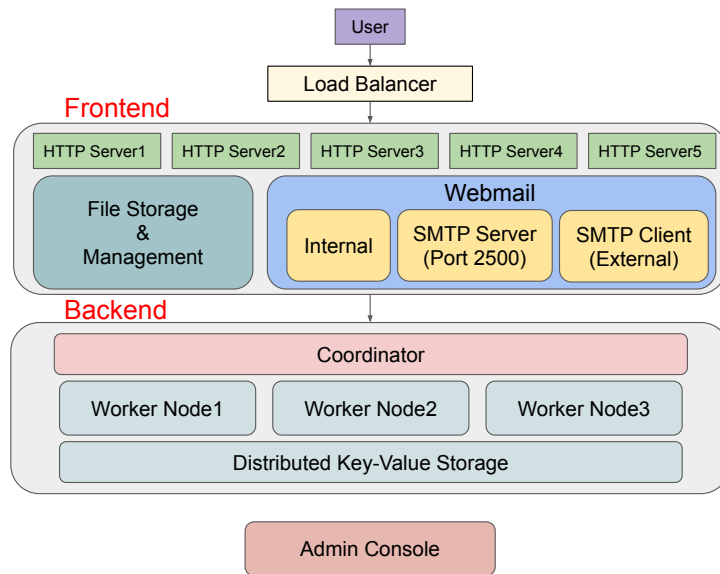 User
Load Balancer
Frontend
HTTP Server1
HTTP Server2
HTTP Server3
HTTP Server4
HTTP Server5
File Storage
&
Management
Webmail
Internal
SMTP Server
(Port 2500)
SMTP Client
(External)
Backend
Coordinator
Worker Node1
Worker Node2
Worker Node3
Distributed Key-Value Storage
Admin Console